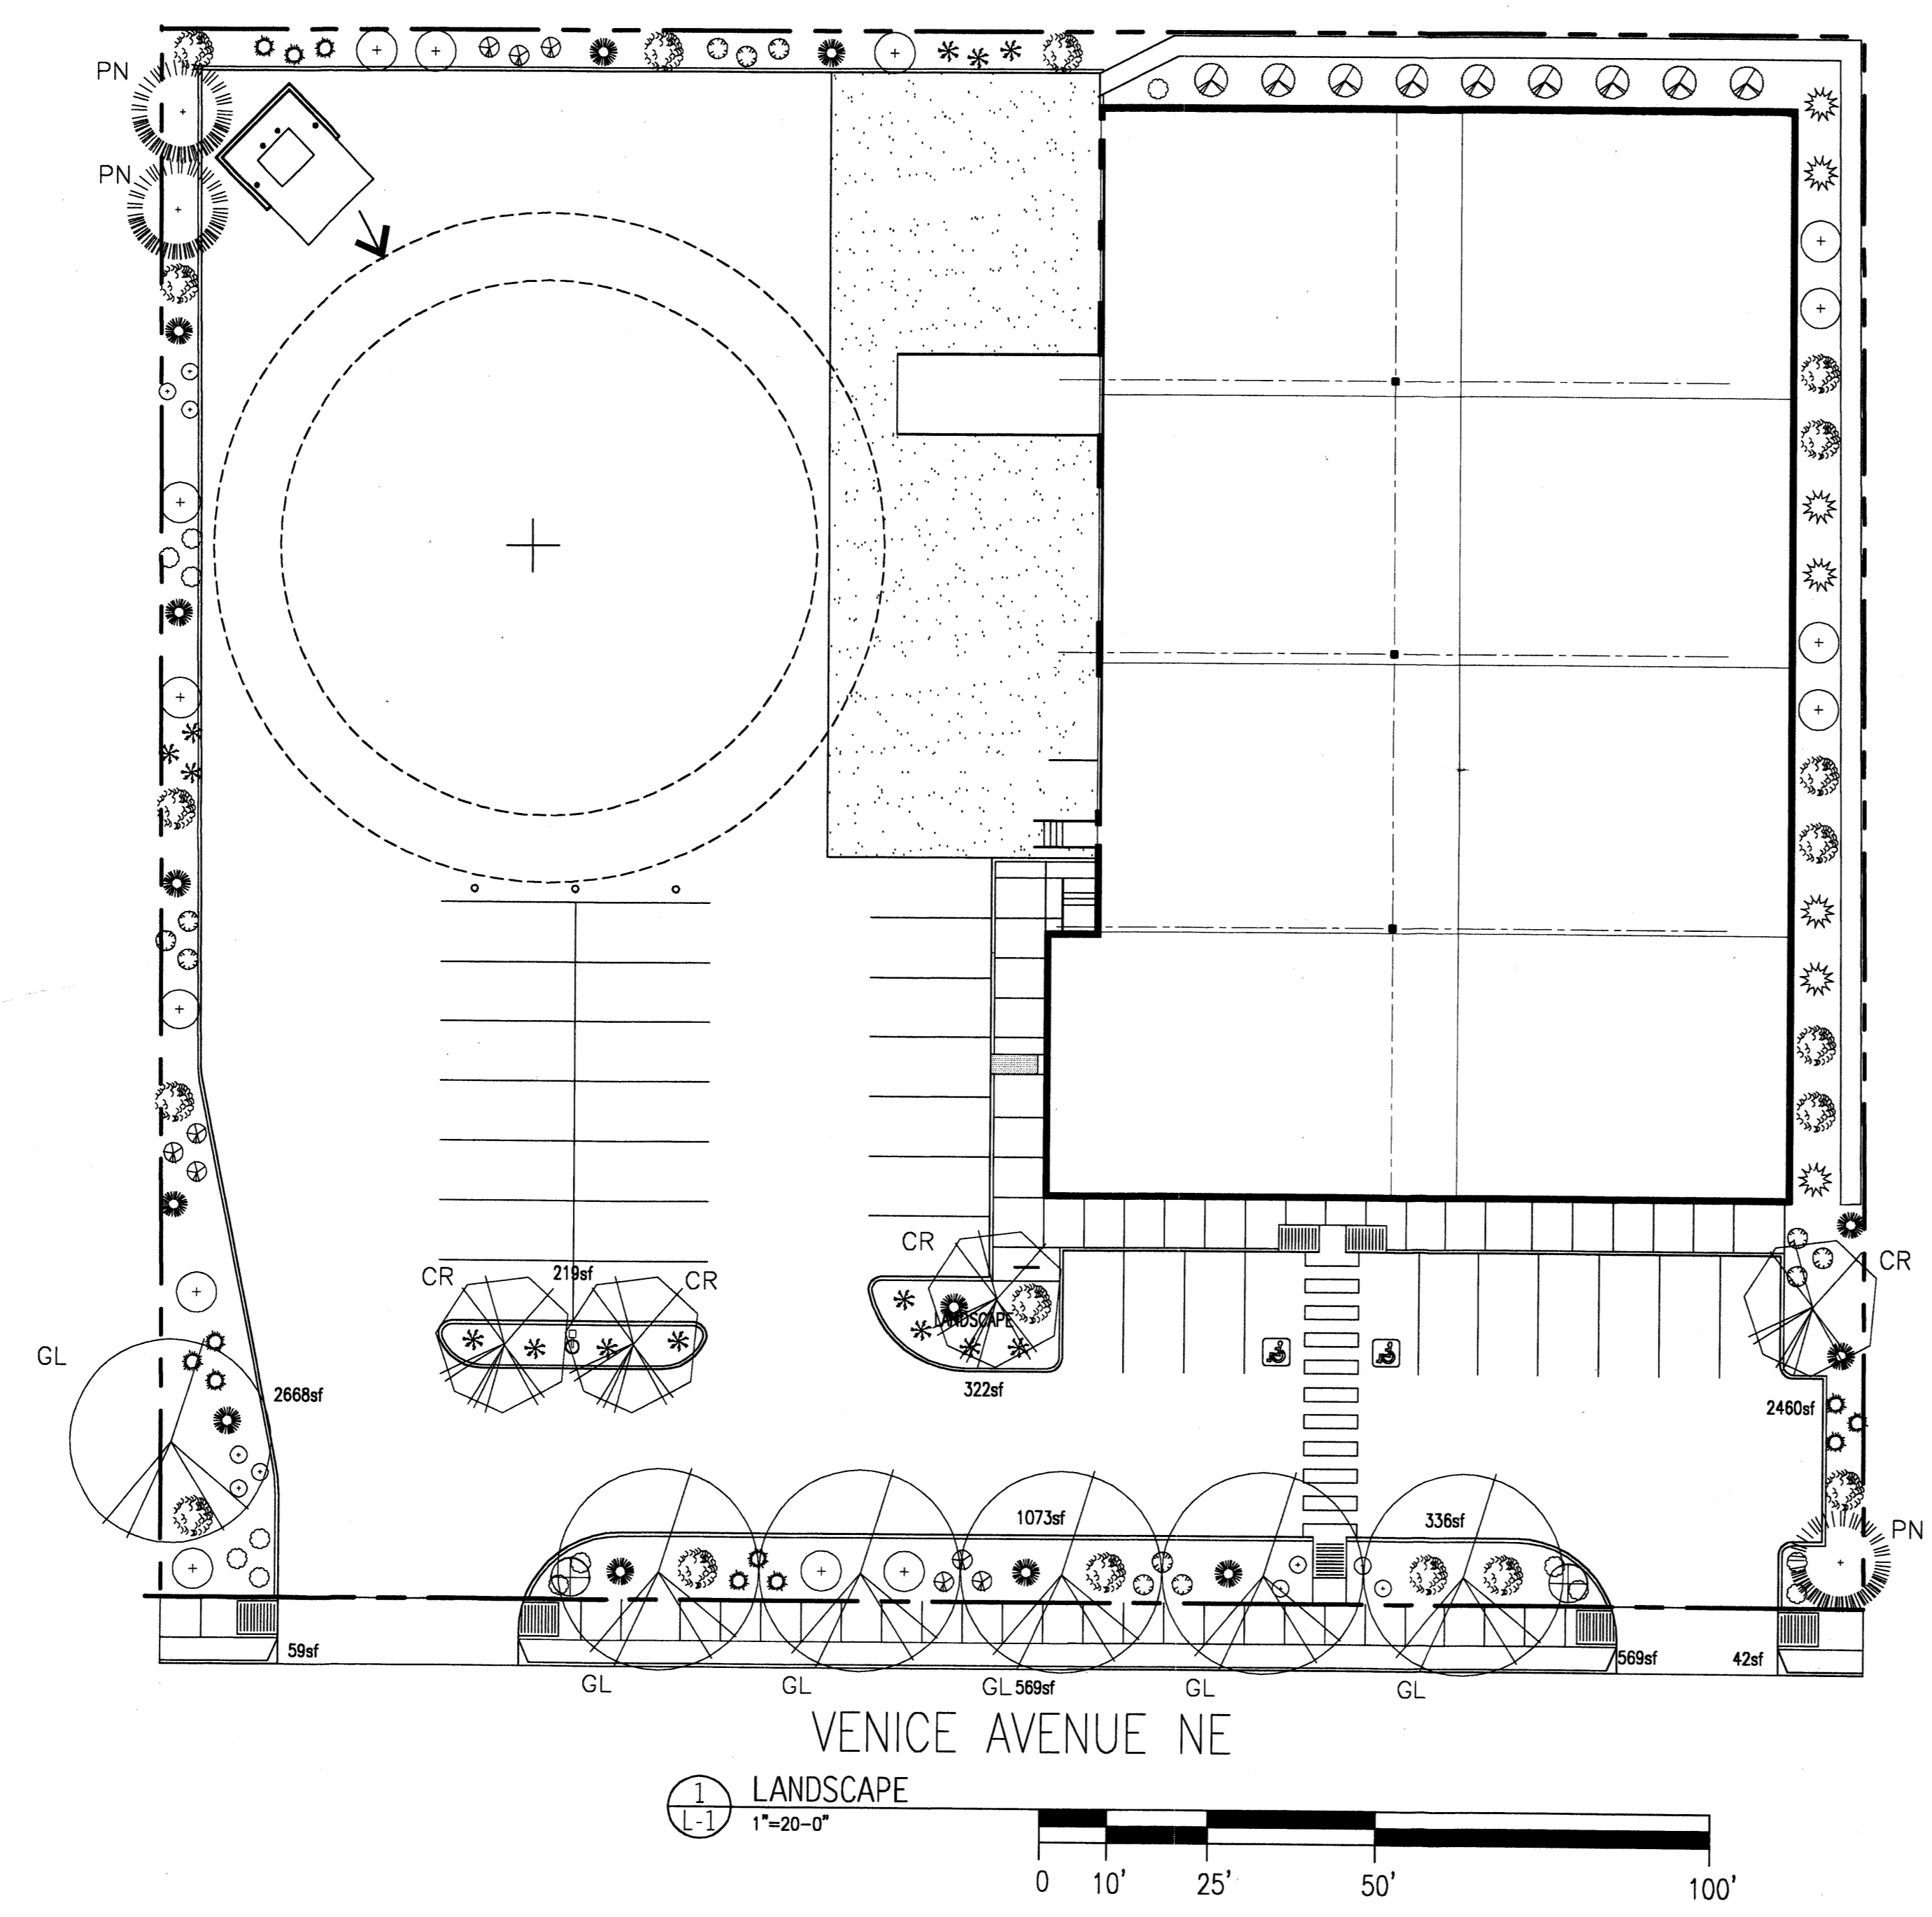 PN
PN
CR
CR
219sf
CR
CR
LANDSCAPE
GL
2668sf
322sf
2460sf
1073sf
336sf
PN
59sf
569sf
42sf
GL
GL
GL 569sf
GL
GL
VENICE AVENUE NE
1
L-1
LANDSCAPE
1"=20-0"
0 10' 25' 50' 100'